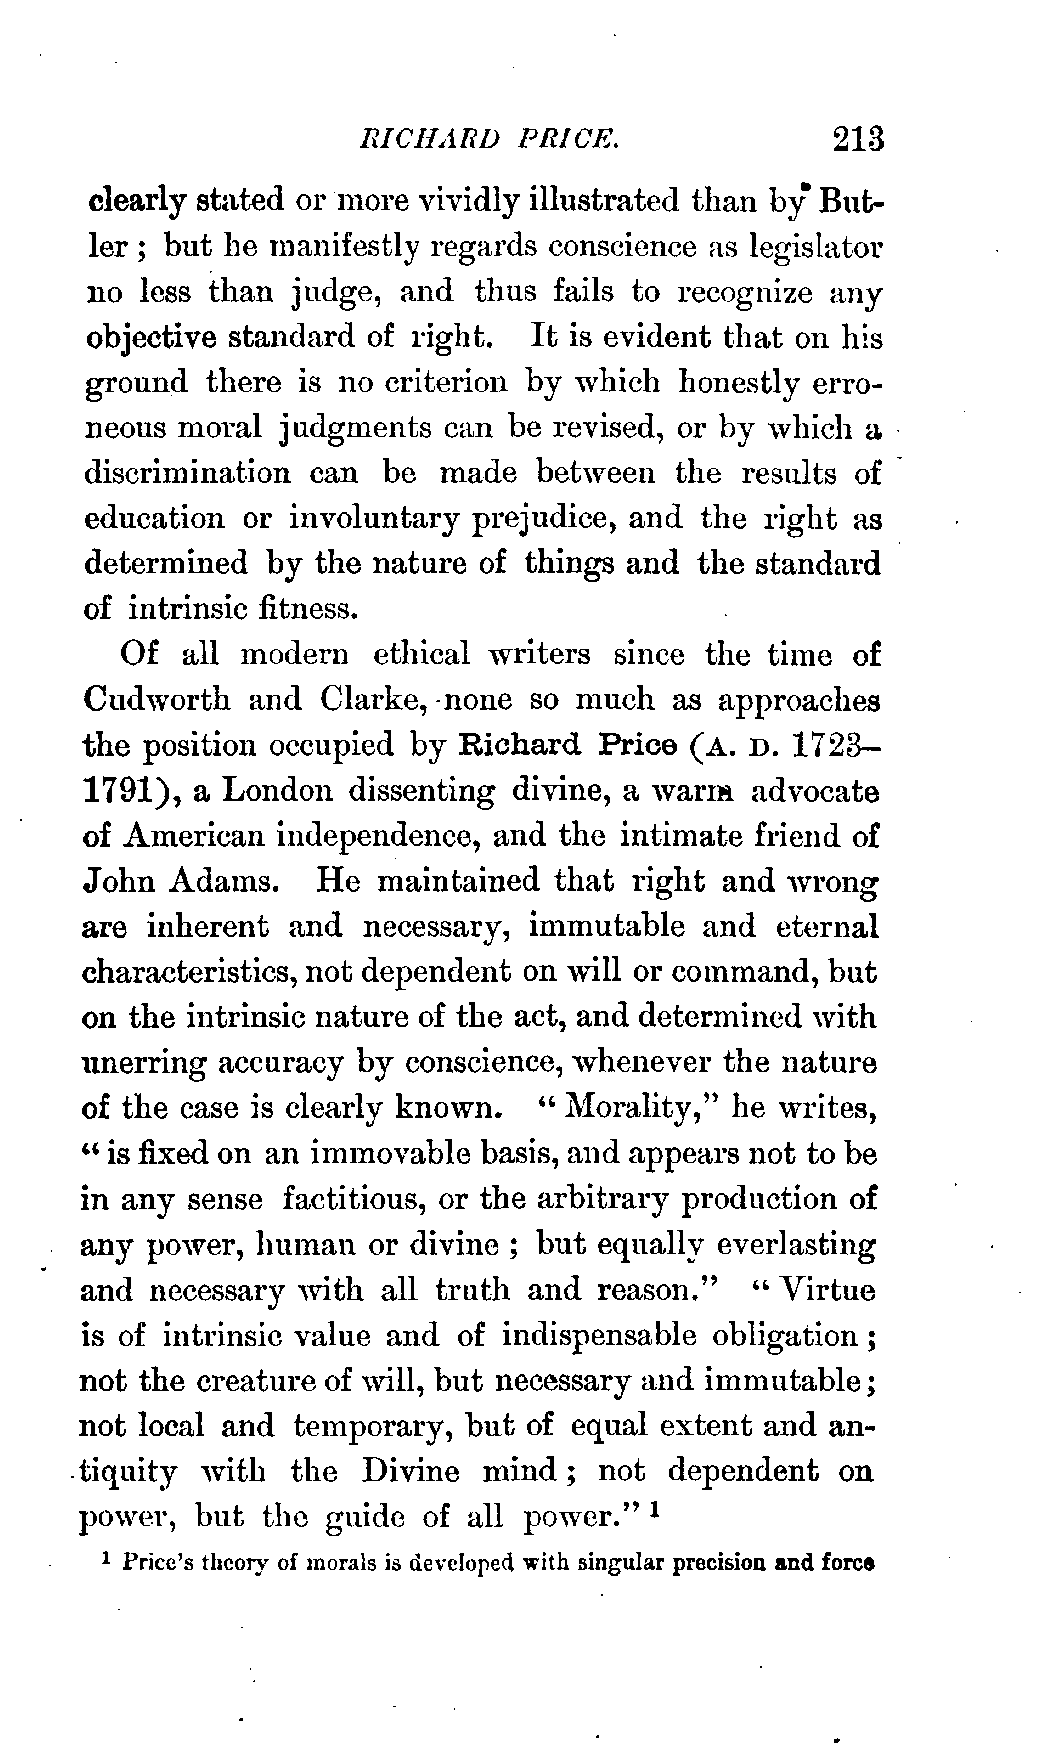 RICHARD PRICE. 213
clearly stated or more vividly illustrated than by But-
ler ; but he manifestly regards conscience as legislator
no less than judge, and thus fails to recognize any
objective standard of right. It is evident that on his
ground there is no criterion by which honestly erro-
neous moral judgments can be revised, or by which a
discrimination can be made between the results of
education or involuntary prejudice, and the right as
determined by the nature of things and the standard
of intrinsic fitness.
Of all modern ethical writers since the time of
Cudworth and Clarke, none so much as approaches
the position occupied by Richard Price (A. D. 1723–
1791), a London dissenting divine, a warm advocate
of American independence, and the intimate friend of
John Adams. He maintained that right and wrong
are inherent and necessary, immutable and eternal
characteristics, not dependent on will or command, but
on the intrinsic nature of the act, and determined with
unerring accuracy by conscience, whenever the nature
of the case is clearly known. “ Morality,” he writes,
“ is fixed on an immovable basis, and appears not to be
in any sense factitious, or the arbitrary production of
any power, human or divine ; but equally everlasting
and necessary with all truth and reason.” “ Virtue
is of intrinsic value and of indispensable obligation ;
not the creature of will, but necessary and immutable ;
not local and temporary, but of equal extent and an-
tiquity with the Divine mind ; not dependent on
power, but the guide of all power.” 1
1 Price’s theory of morals is developed with singular precision and force